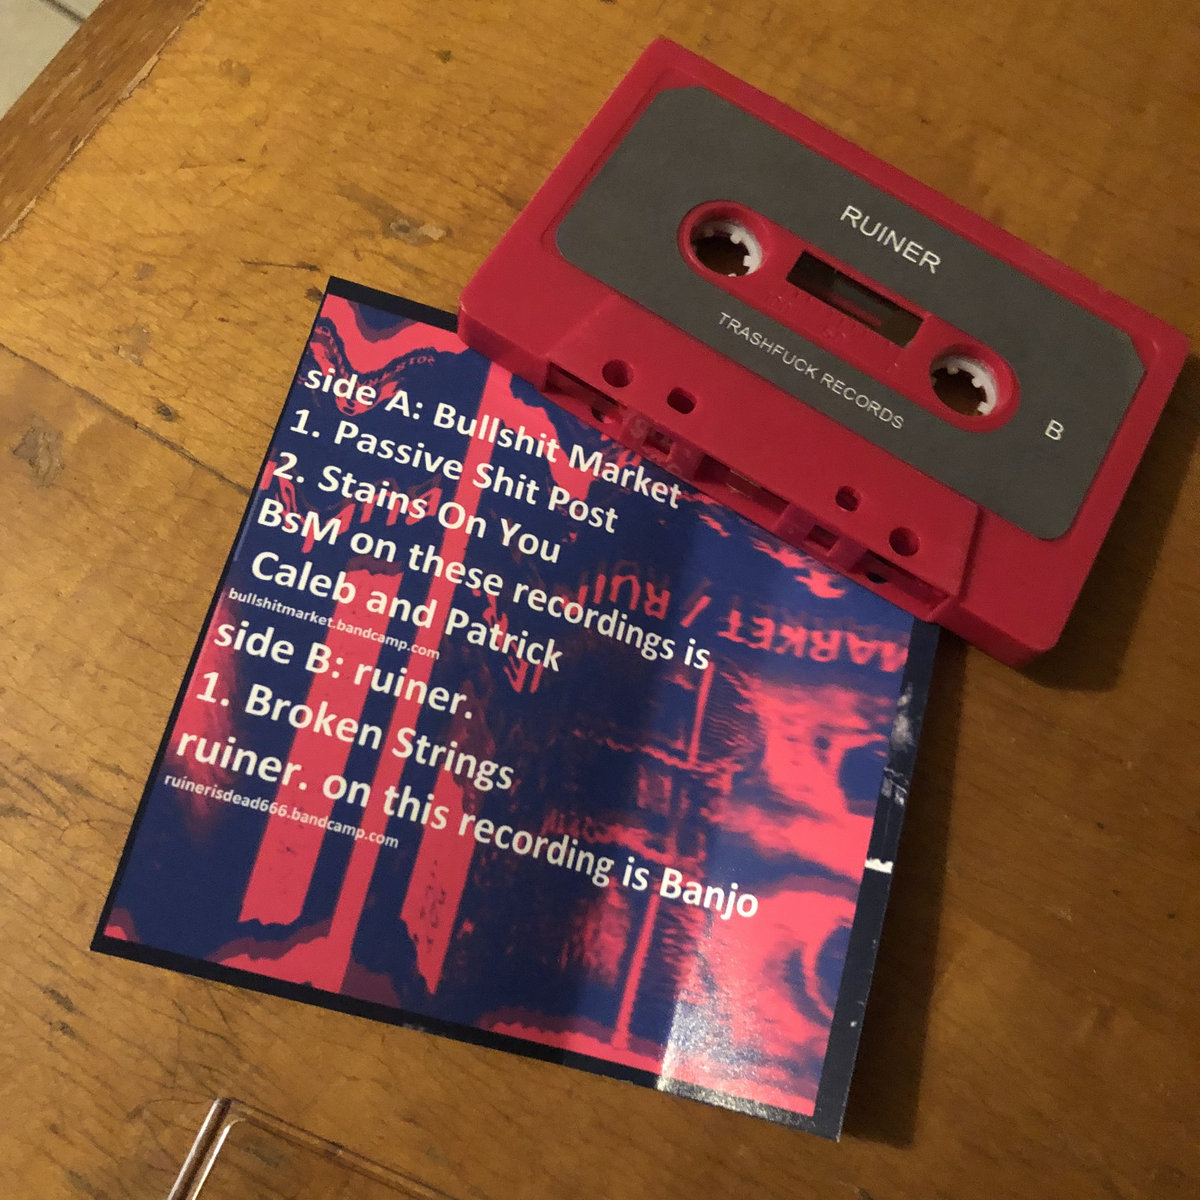 RUINER
TRASHFUCK RECORDS
B
side A: Bullshit Market
1. Passive Shit Post
2. Stains On You
BsM on these recordings is
Caleb and Patrick
bullshitmarket.bandcamp.com
side B: ruiner.
1. Broken Strings
ruiner. on this recording is Banjo
ruinerisdead666.bandcamp.com
MARKET / RUI